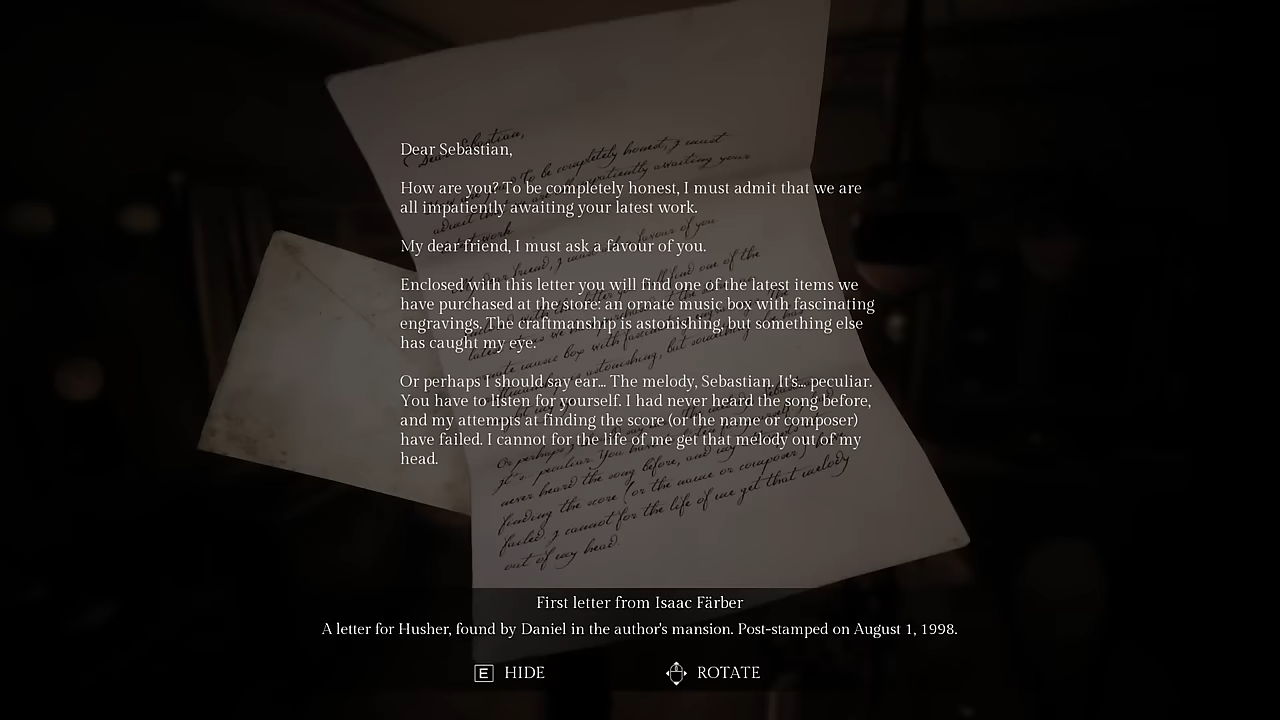 Dear Sebastian,
How are you? To be completely honest, I must admit that we are
all impatiently awaiting your latest work.
My dear friend, I must ask a favour of you.
Enclosed with this letter you will find one of the latest items we
have purchased at the store: an ornate music box with fascinating
engravings. The craftmanship is astonishing, but something else
has caught my eye.
Or perhaps I should say ear... The melody, Sebastian. It's... peculiar.
You have to listen for yourself. I had never heard the song before,
and my attempts at finding the score (or the name or composer)
have failed. I cannot for the life of me get that melody out of my
head.
First letter from Isaac Färber
A letter for Husher, found by Daniel in the author's mansion. Post-stamped on August 1, 1998.
E HIDE
ROTATE